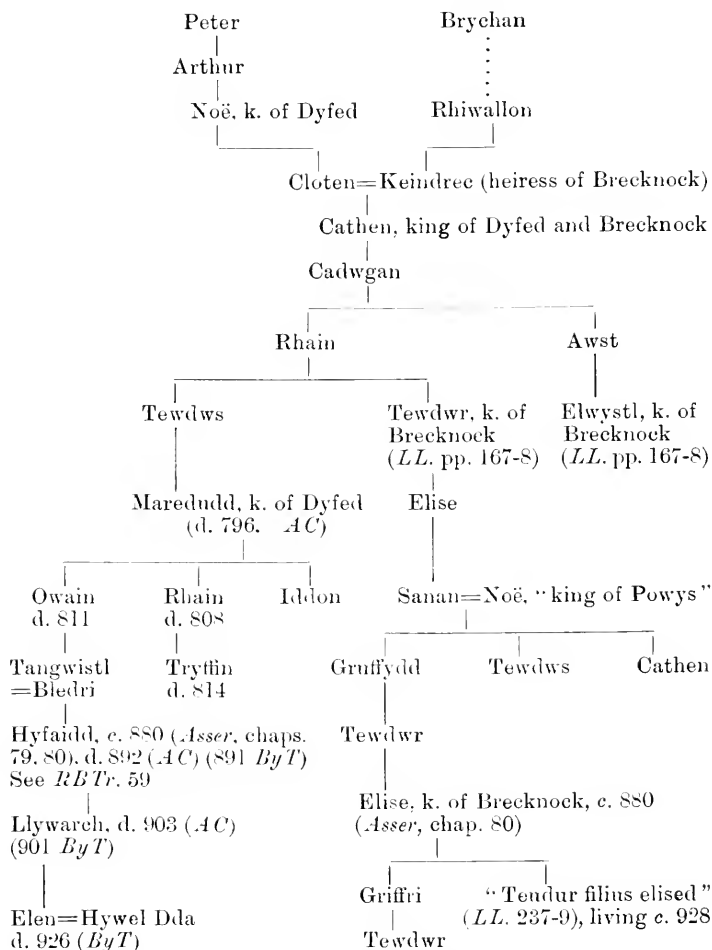 Peter Brychan
Arthur
Noë, k. of Dyfed Rhiwallon
Cloten=Keindrec (heiress of Brecknock)
Cathen, king of Dyfed and Brecknock
Cadwgan
Rhain Awst
Tewdws Tewdwr, k. of Elwystl, k. of
Brecknock Brecknock
(LL. pp. 167-8) (LL. pp. 167-8)
Maredudd, k. of Dyfed Elise
(d. 796. AC)
Owain Rhain Iddon Sanan=Noë, "king of Powys"
d. 811 d. 808
Tangwistl Tryffin Gruffydd Tewdws Cathen
=Bledri d. 814
Hyfaidd, c. 880 (Asser, chaps. Tewdwr
79. 80). d. 892 (AC) (891 ByT)
See RBTr. 59
Elise, k. of Brecknock, c. 880
Llywarch, d. 903 (AC) (Asser, chap. 80)
(901 ByT)
Griffri "Teudur filius elised"
Elen=Hywel Dda (LL. 237-9), living c. 928
d. 926 (ByT) Tewdwr